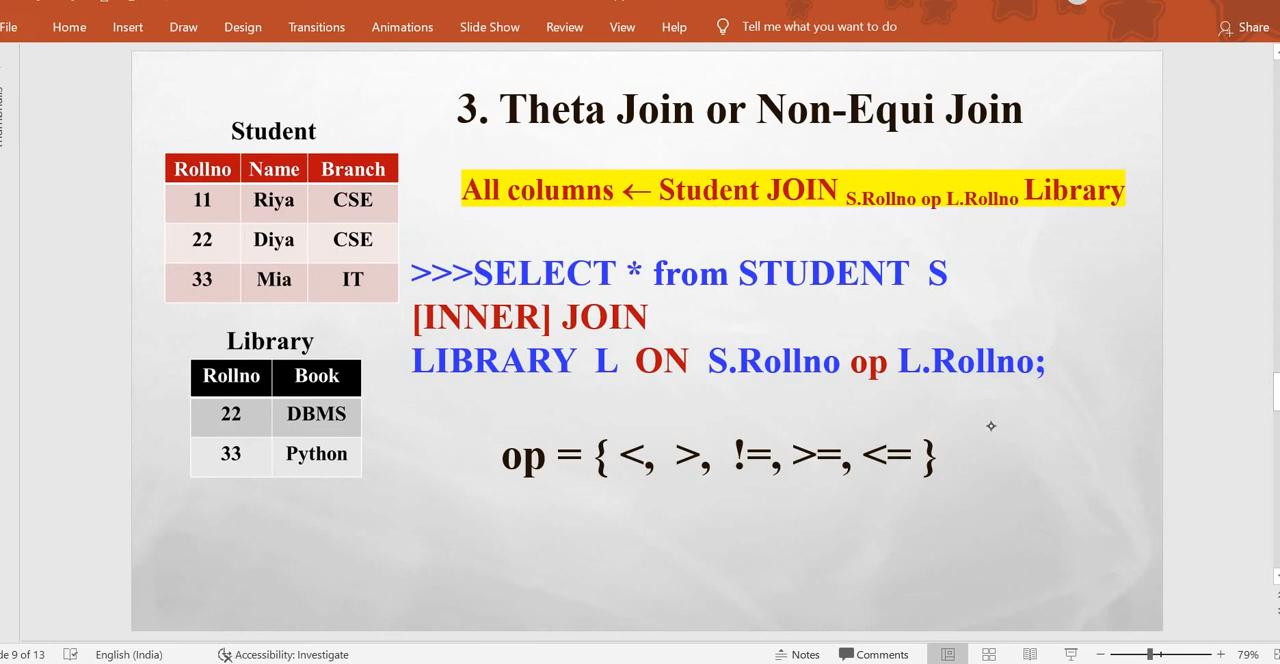 File Home Insert Draw Design Transitions Animations Slide Show Review View Help Tell me what you want to do Share
3. Theta Join or Non-Equi Join
Student
Rollno Name Branch
11 Riya CSE
22 Diya CSE
33 Mia IT
All columns ← Student JOIN S.Rollno op L.Rollno Library
>>>SELECT * from STUDENT S
[INNER] JOIN
LIBRARY L ON S.Rollno op L.Rollno;
Library
Rollno Book
22 DBMS
33 Python
op = { <, >, !=, >=, <= }
de 9 of 13 English (India) Accessibility: Investigate Notes Comments 79%